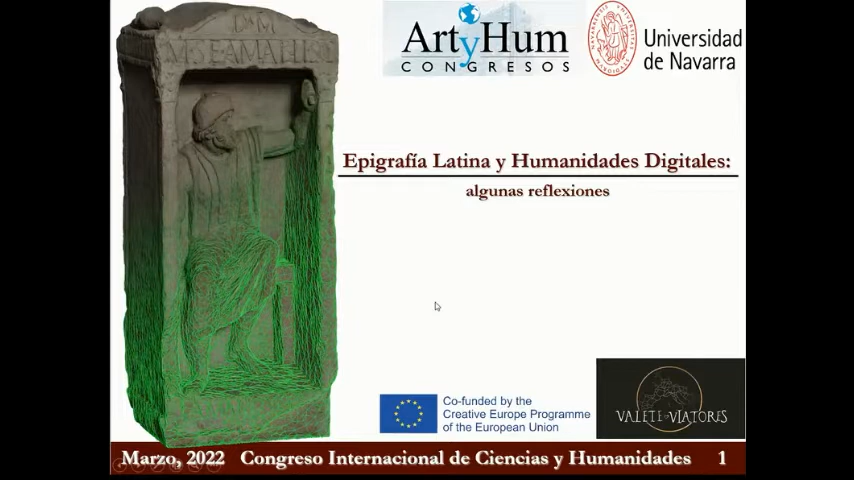 D M
ArtyHum
CONGRESOS
Universidad
de Navarra
Epigrafía Latina y Humanidades Digitales:
algunas reflexiones
Co-funded by the
Creative Europe Programme
of the European Union
VALETE VIATORES
Marzo, 2022 Congreso Internacional de Ciencias y Humanidades 1